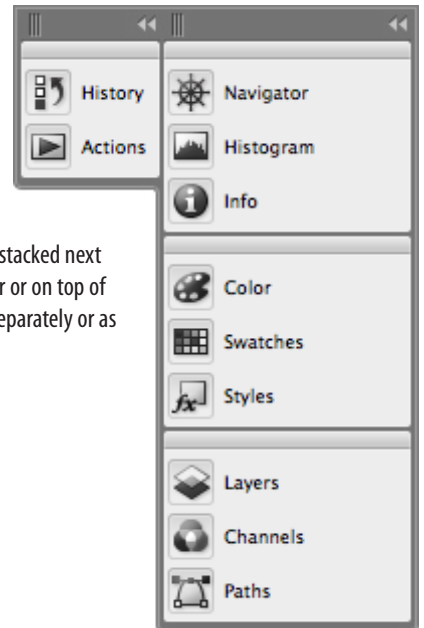 History
Actions
Navigator
Histogram
Info
stacked next
r or on top of
eparately or as
Color
Swatches
fx
Styles
Layers
Channels
Paths